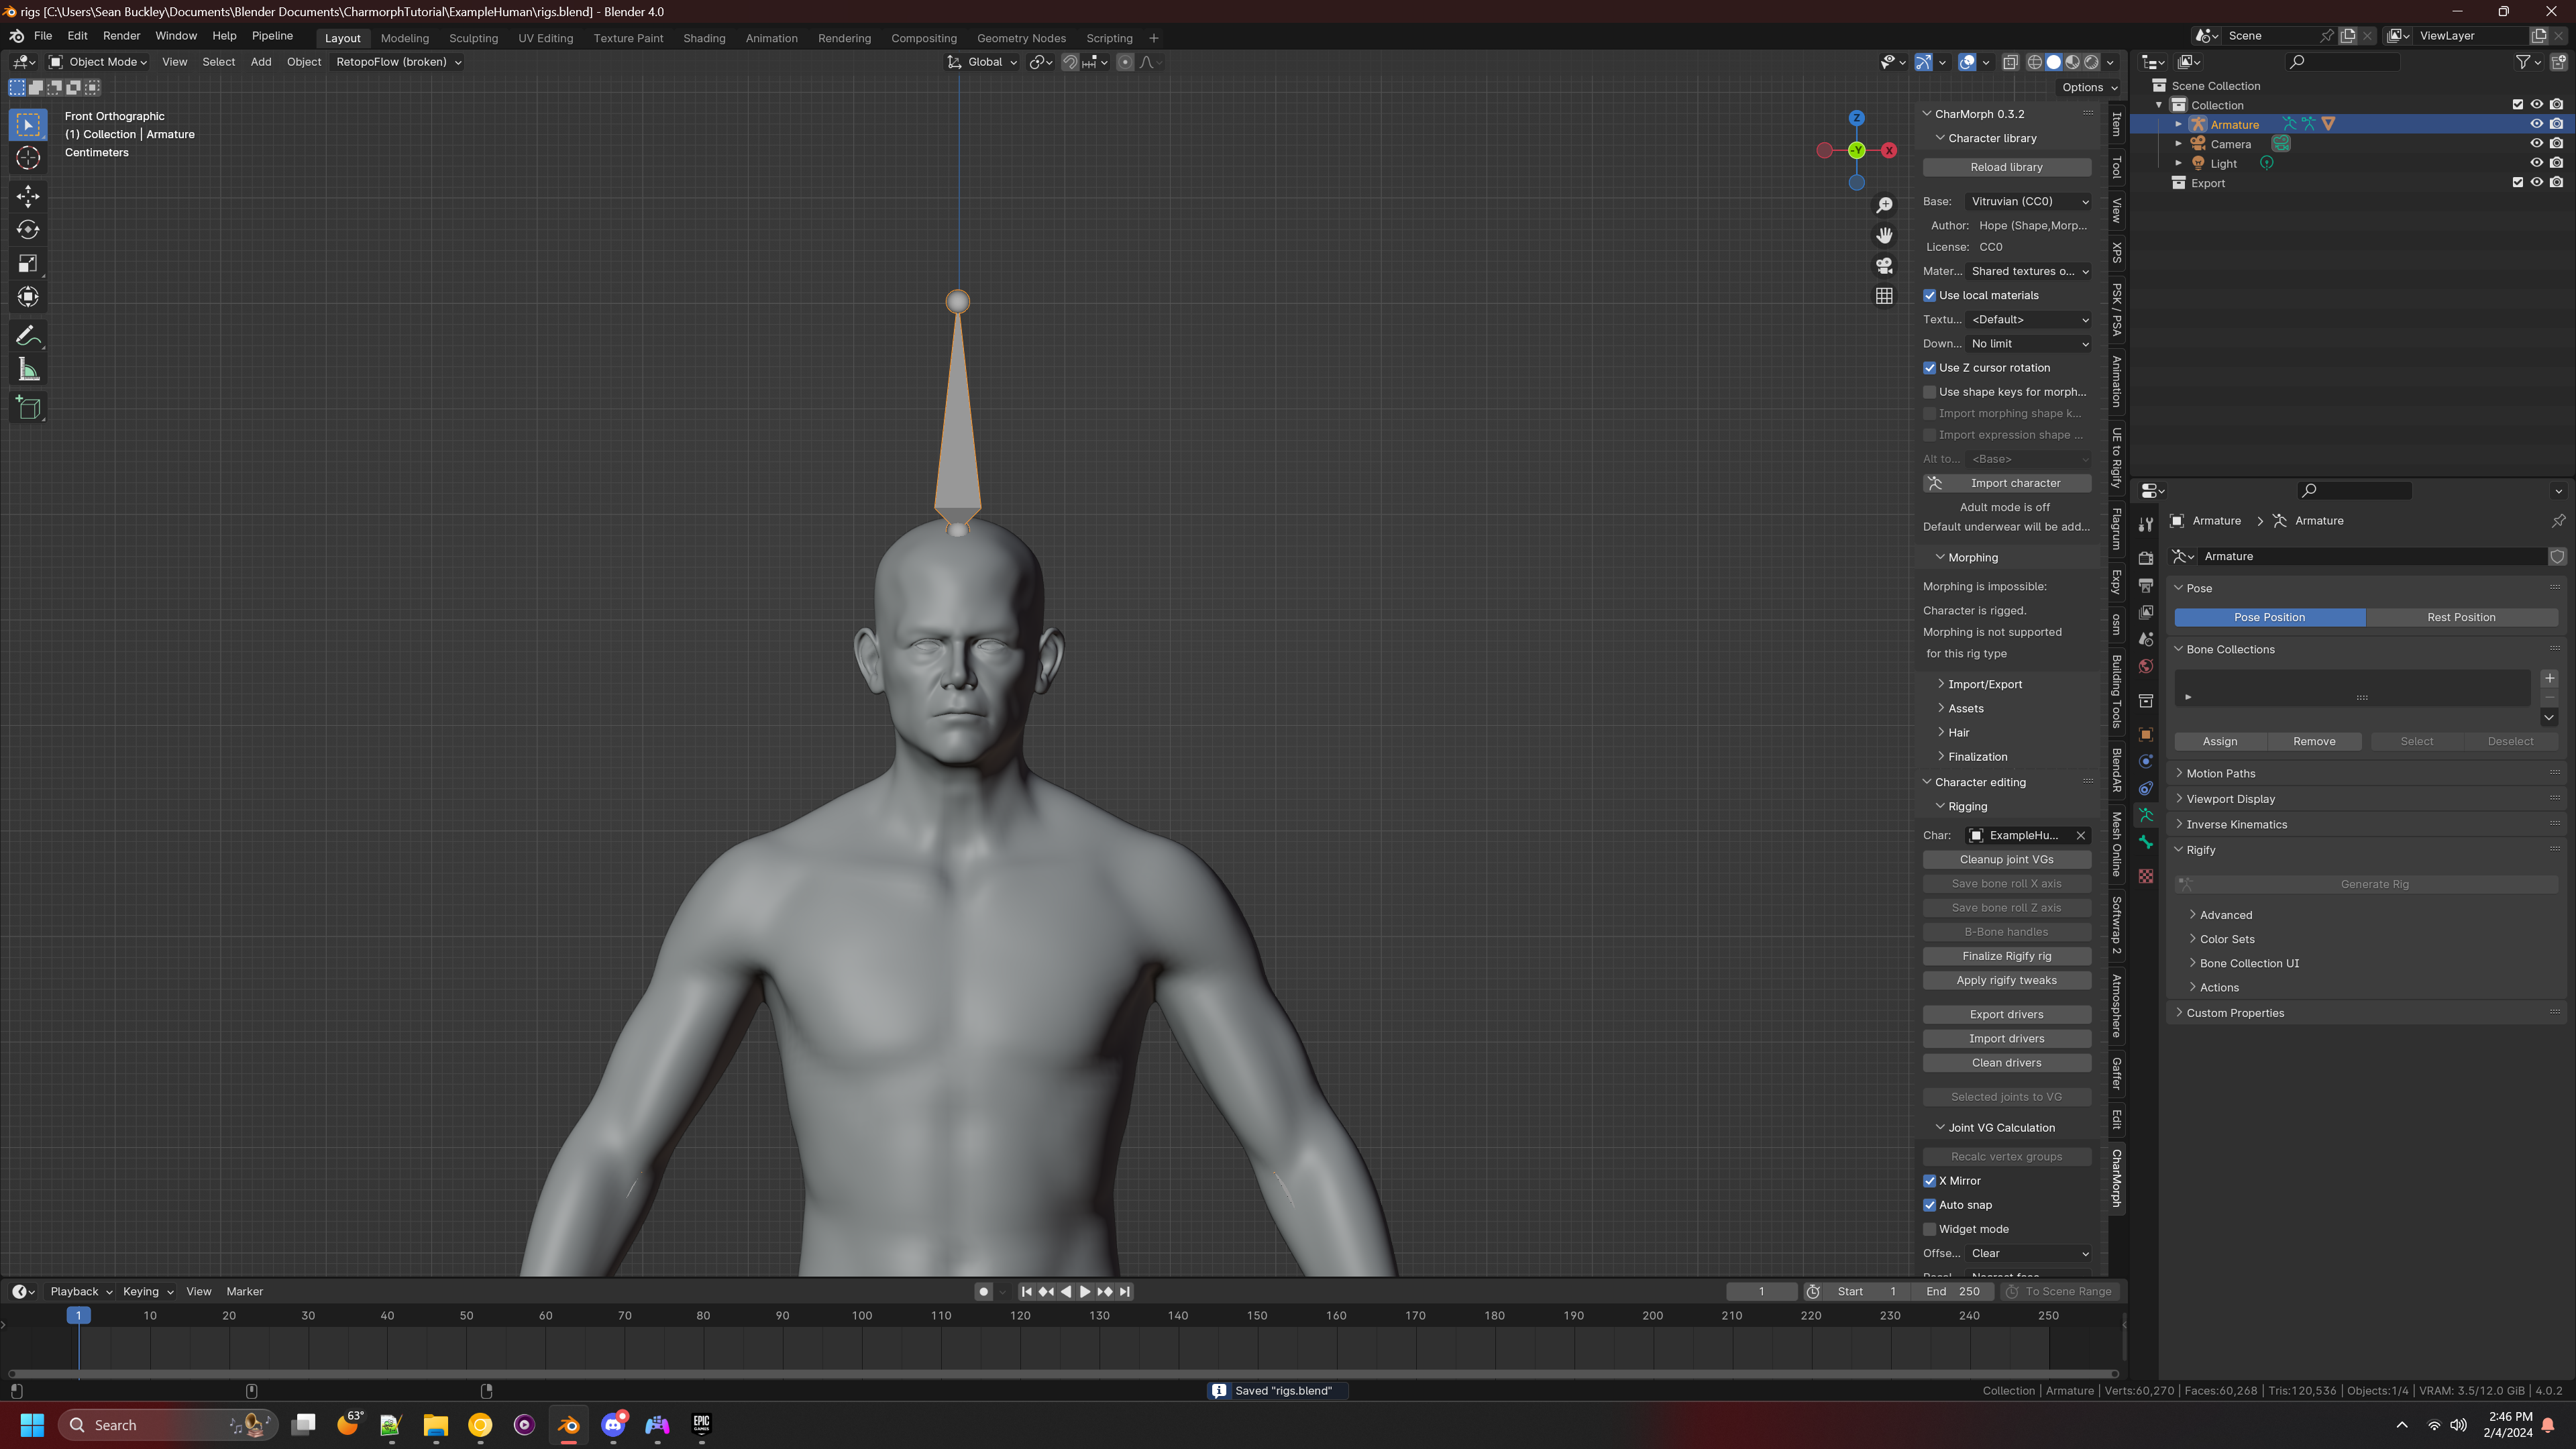 rigs [C:\Users\Sean Buckley\Documents\Blender Documents\CharmorphTutorial\ExampleHuman\rigs.blend] - Blender 4.0
File Edit Render Window Help Pipeline Layout Modeling Sculpting UV Editing Texture Paint Shading Animation Rendering Compositing Geometry Nodes Scripting + Scene ViewLayer
Object Mode View Select Add Object RetopoFlow (broken) Global
Options
Front Orthographic
(1) Collection | Armature
Centimeters
Z
-Y
X
CharMorph 0.3.2
Character library
Reload library
Base: Vitruvian (CC0)
Author: Hope (Shape,Morp...
License: CC0
Mater... Shared textures o...
Use local materials
Textu... <Default>
Down... No limit
Use Z cursor rotation
Use shape keys for morph...
Import morphing shape k...
Import expression shape ...
Alt to... <Base>
Import character
Adult mode is off
Default underwear will be add...
Morphing
Morphing is impossible:
Character is rigged.
Morphing is not supported
for this rig type
Import/Export
Assets
Hair
Finalization
Character editing
Rigging
Char: ExampleHu...
Cleanup joint VGs
Save bone roll X axis
Save bone roll Z axis
B-Bone handles
Finalize Rigify rig
Apply rigify tweaks
Export drivers
Import drivers
Clean drivers
Selected joints to VG
Joint VG Calculation
Recalc vertex groups
X Mirror
Auto snap
Widget mode
Offse... Clear
Item
Tool
View
XPS
PSK / PSA
Animation
UE to Rigify
Flagrum
Expy
osm
Building Tools
BlendAR
Mesh Online
Softwrap 2
Atmosphere
Gaffer
Edit
CharMorph
Scene Collection
Collection
Armature
Camera
Light
Export
Armature > Armature
Armature
Pose
Pose Position Rest Position
Bone Collections
Assign Remove Select Deselect
Motion Paths
Viewport Display
Inverse Kinematics
Rigify
Generate Rig
Advanced
Color Sets
Bone Collection UI
Actions
Custom Properties
Playback Keying View Marker 1 Start 1 End 250 To Scene Range
1 10 20 30 40 50 60 70 80 90 100 110 120 130 140 150 160 170 180 190 200 210 220 230 240 250
Saved "rigs.blend"
Collection | Armature | Verts:60,270 | Faces:60,268 | Tris:120,536 | Objects:1/4 | VRAM: 3.5/12.0 GiB | 4.0.2
Search 63° EPIC GAMES
2:46 PM
2/4/2024